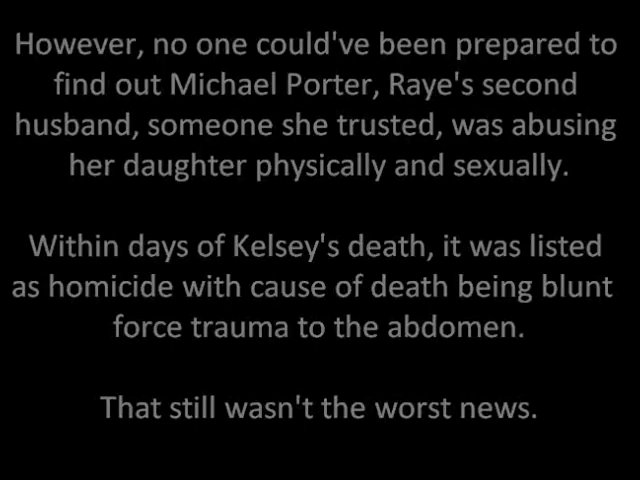 However, no one could've been prepared to
find out Michael Porter, Raye's second
husband, someone she trusted, was abusing
her daughter physically and sexually.
Within days of Kelsey's death, it was listed
as homicide with cause of death being blunt
force trauma to the abdomen.
That still wasn't the worst news.